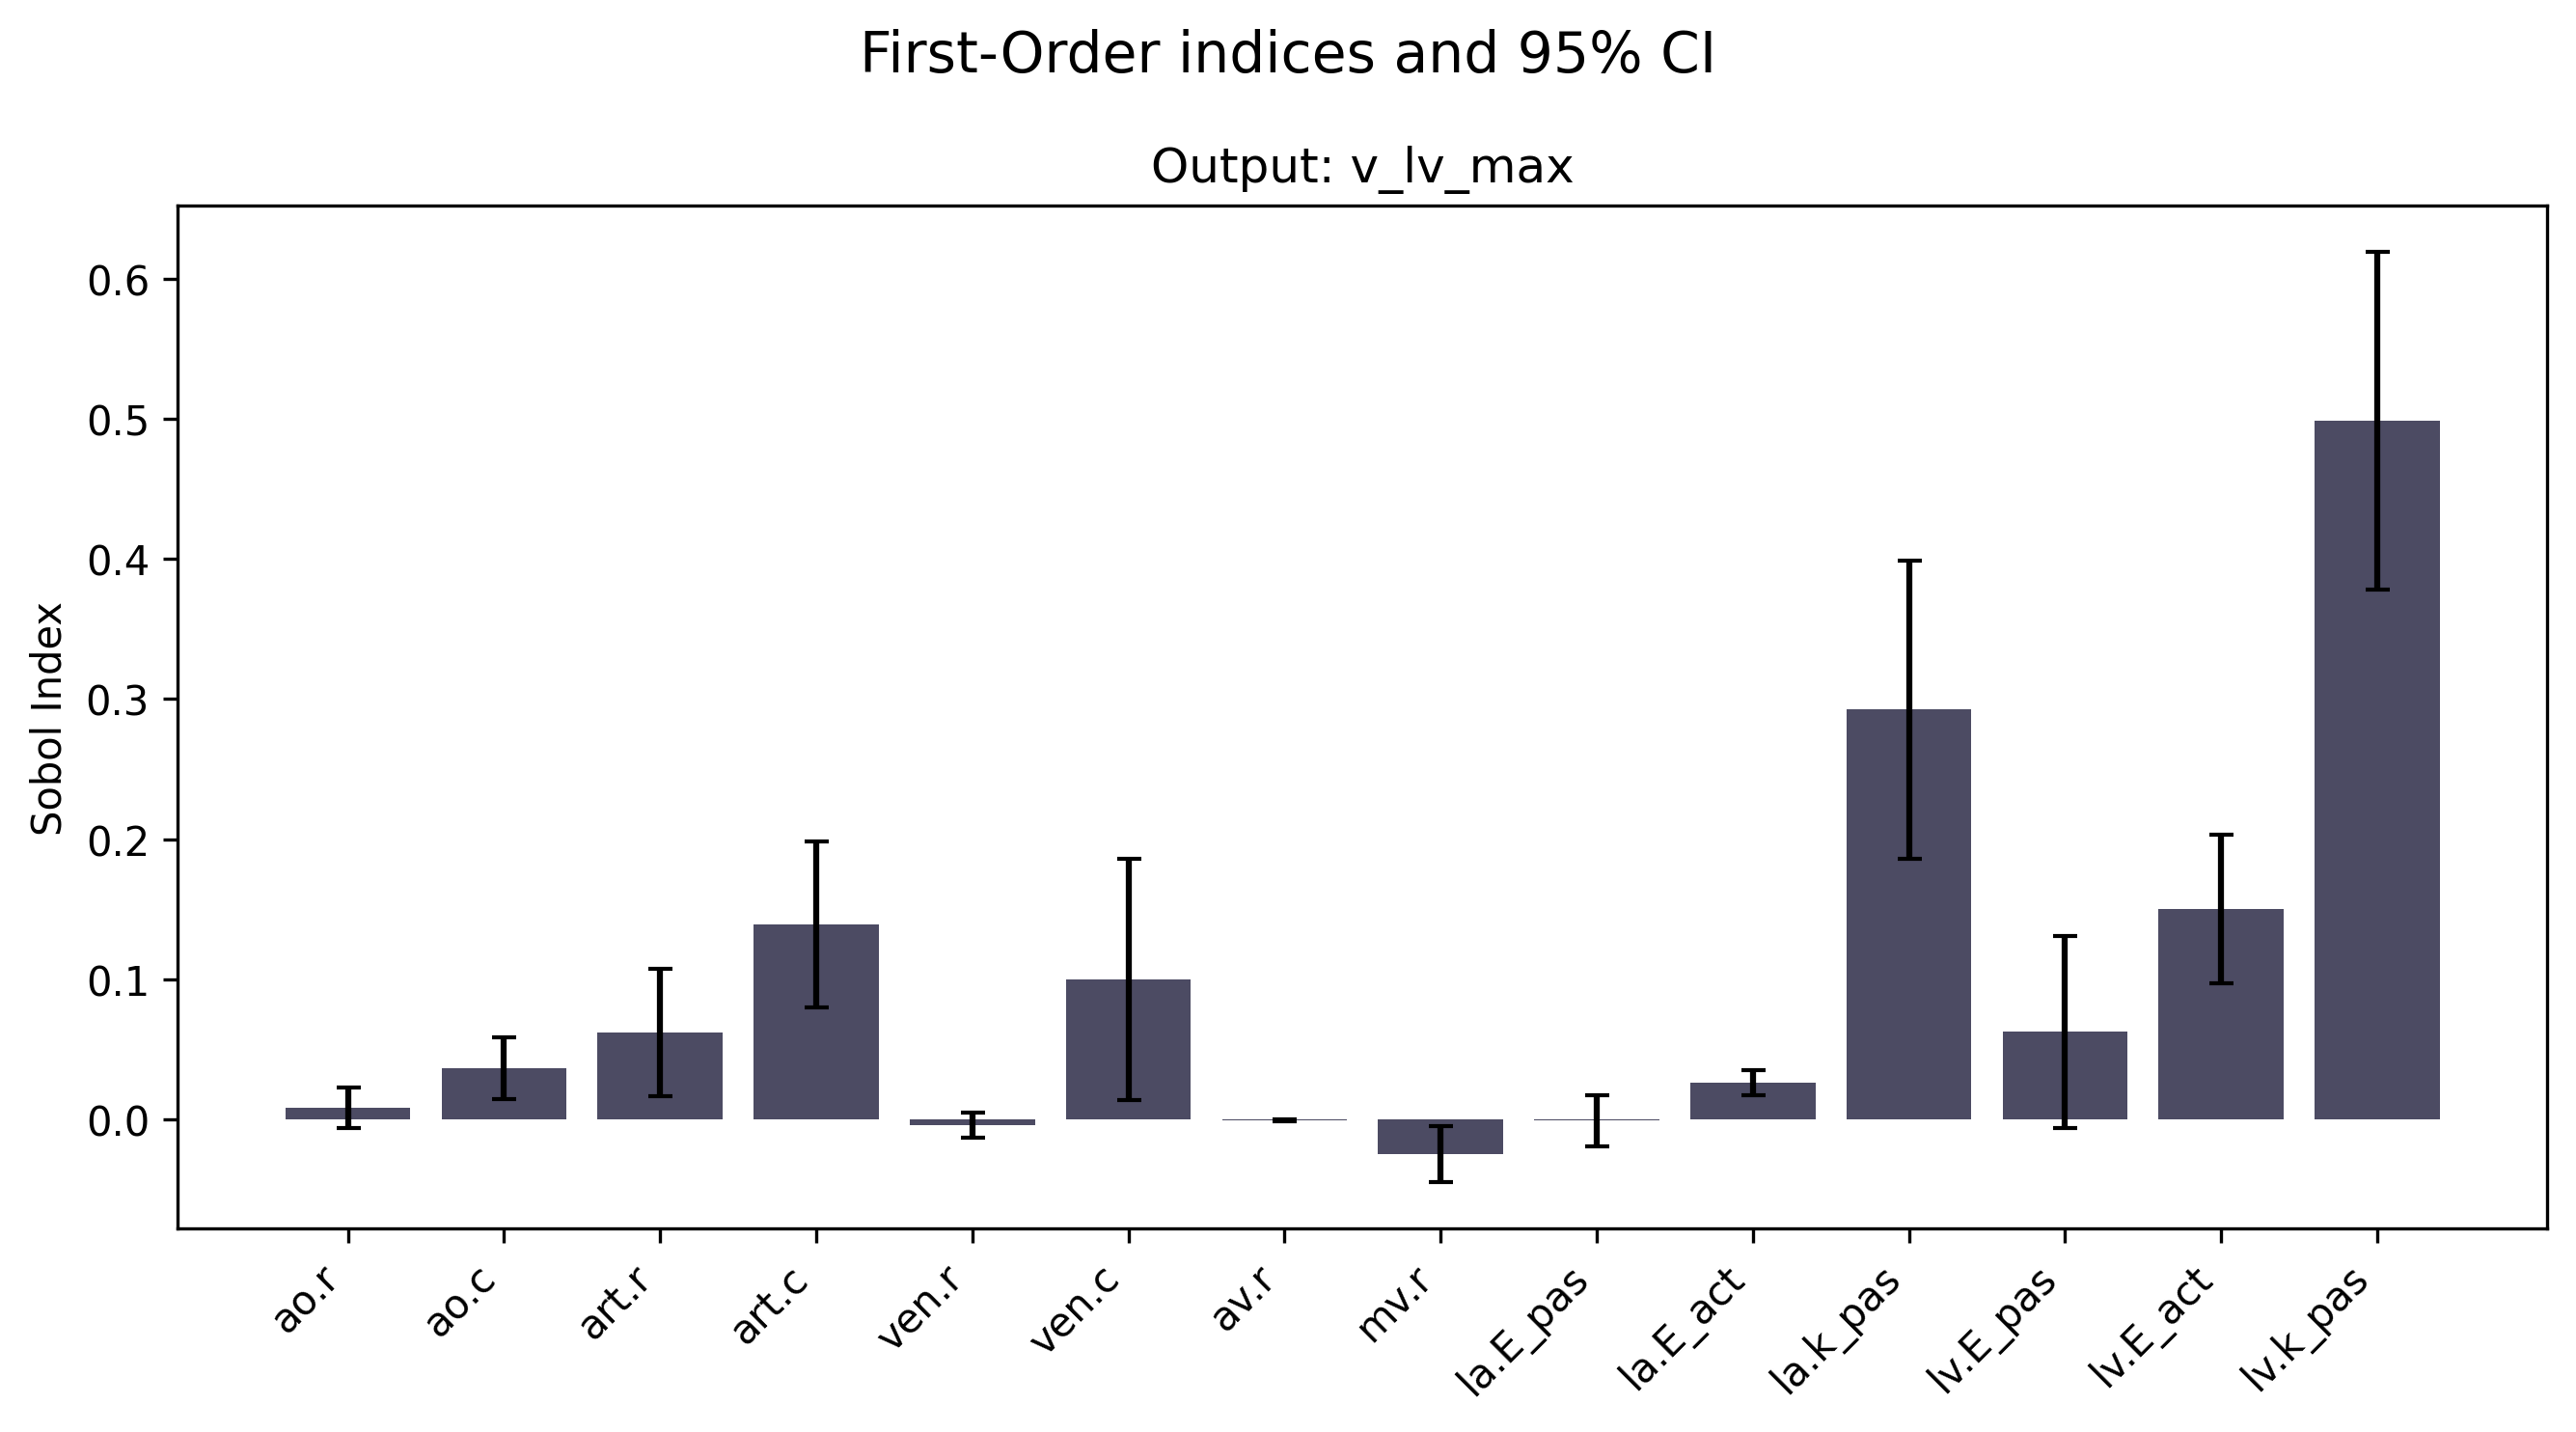 First-Order indices and 95% CI
Output: v_lv_max
Sobol Index
0.6
0.5
0.4
0.3
0.2
0.1
0.0
ao.r
ao.c
art.r
art.c
ven.r
ven.c
av.r
mv.r
la.E_pas
la.E_act
la.k_pas
lv.E_pas
lv.E_act
lv.k_pas